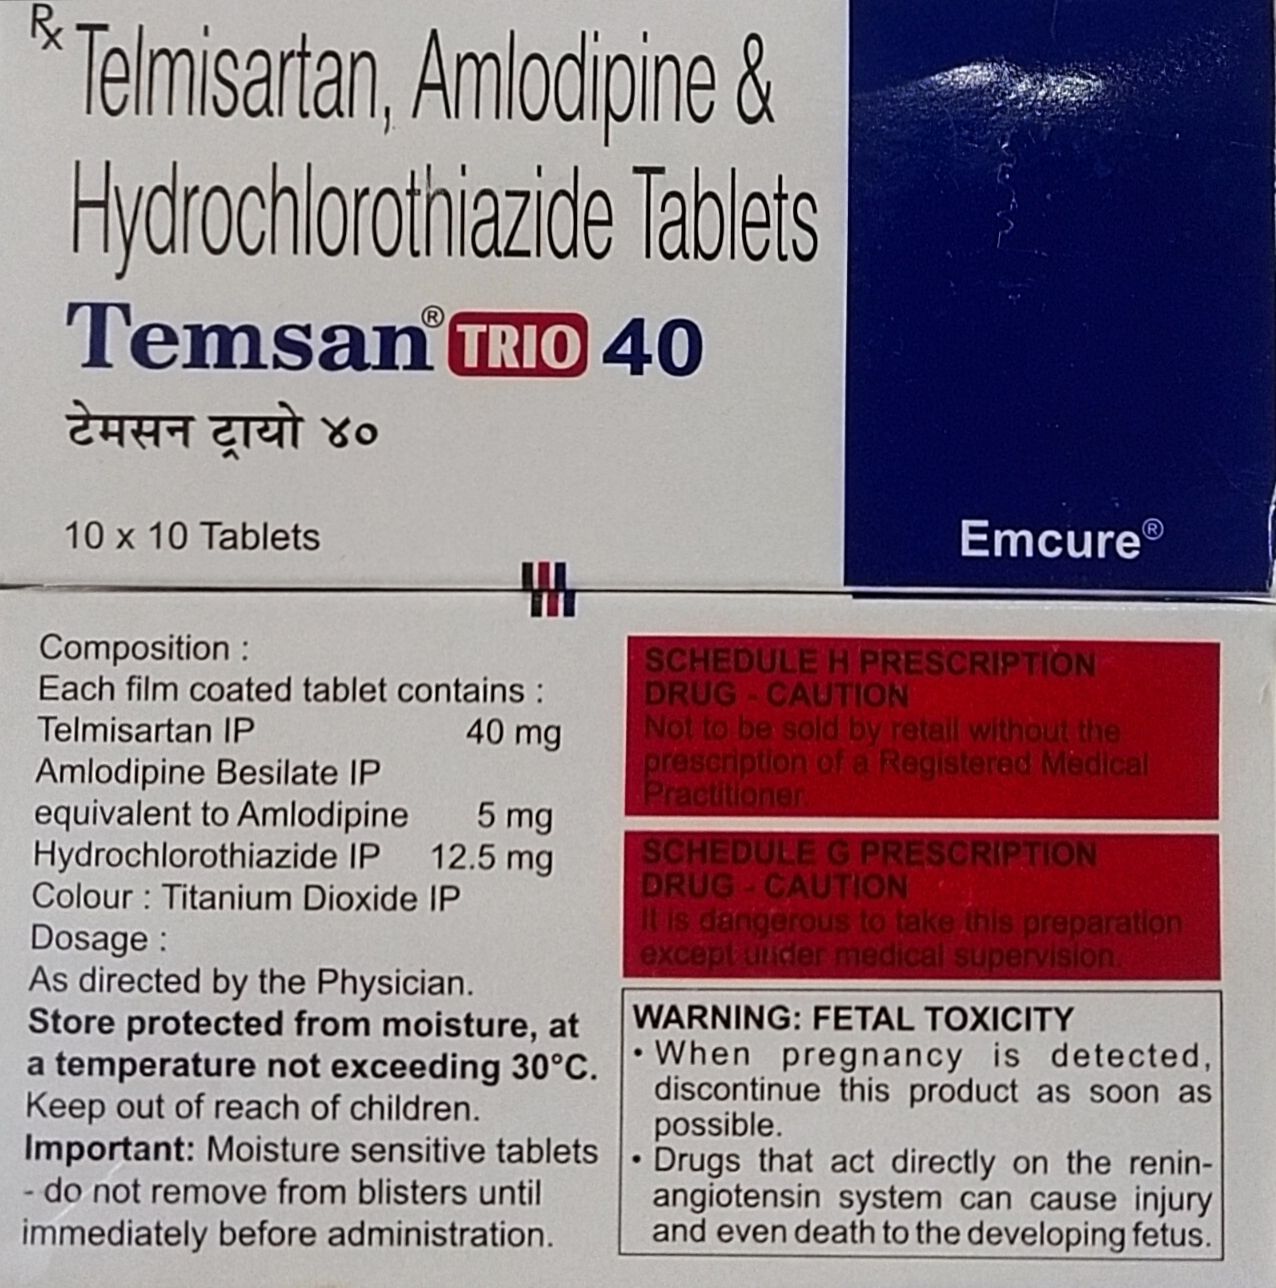 Rx Telmisartan, Amlodipine &
Hydrochlorothiazide Tablets
Temsan® TRIO 40
टेमसन ट्रायो ४०
10 x 10 Tablets
Emcure®
Composition :
Each film coated tablet contains :
Telmisartan IP 40 mg
Amlodipine Besilate IP
equivalent to Amlodipine 5 mg
Hydrochlorothiazide IP 12.5 mg
Colour : Titanium Dioxide IP
Dosage :
As directed by the Physician.
Store protected from moisture, at
a temperature not exceeding 30°C.
Keep out of reach of children.
Important: Moisture sensitive tablets
- do not remove from blisters until
immediately before administration.
SCHEDULE H PRESCRIPTION
DRUG - CAUTION
Not to be sold by retail without the
prescription of a Registered Medical
Practitioner.
SCHEDULE G PRESCRIPTION
DRUG - CAUTION
It is dangerous to take this preparation
except under medical supervision.
WARNING: FETAL TOXICITY
• When pregnancy is detected,
discontinue this product as soon as
possible.
• Drugs that act directly on the renin-
angiotensin system can cause injury
and even death to the developing fetus.